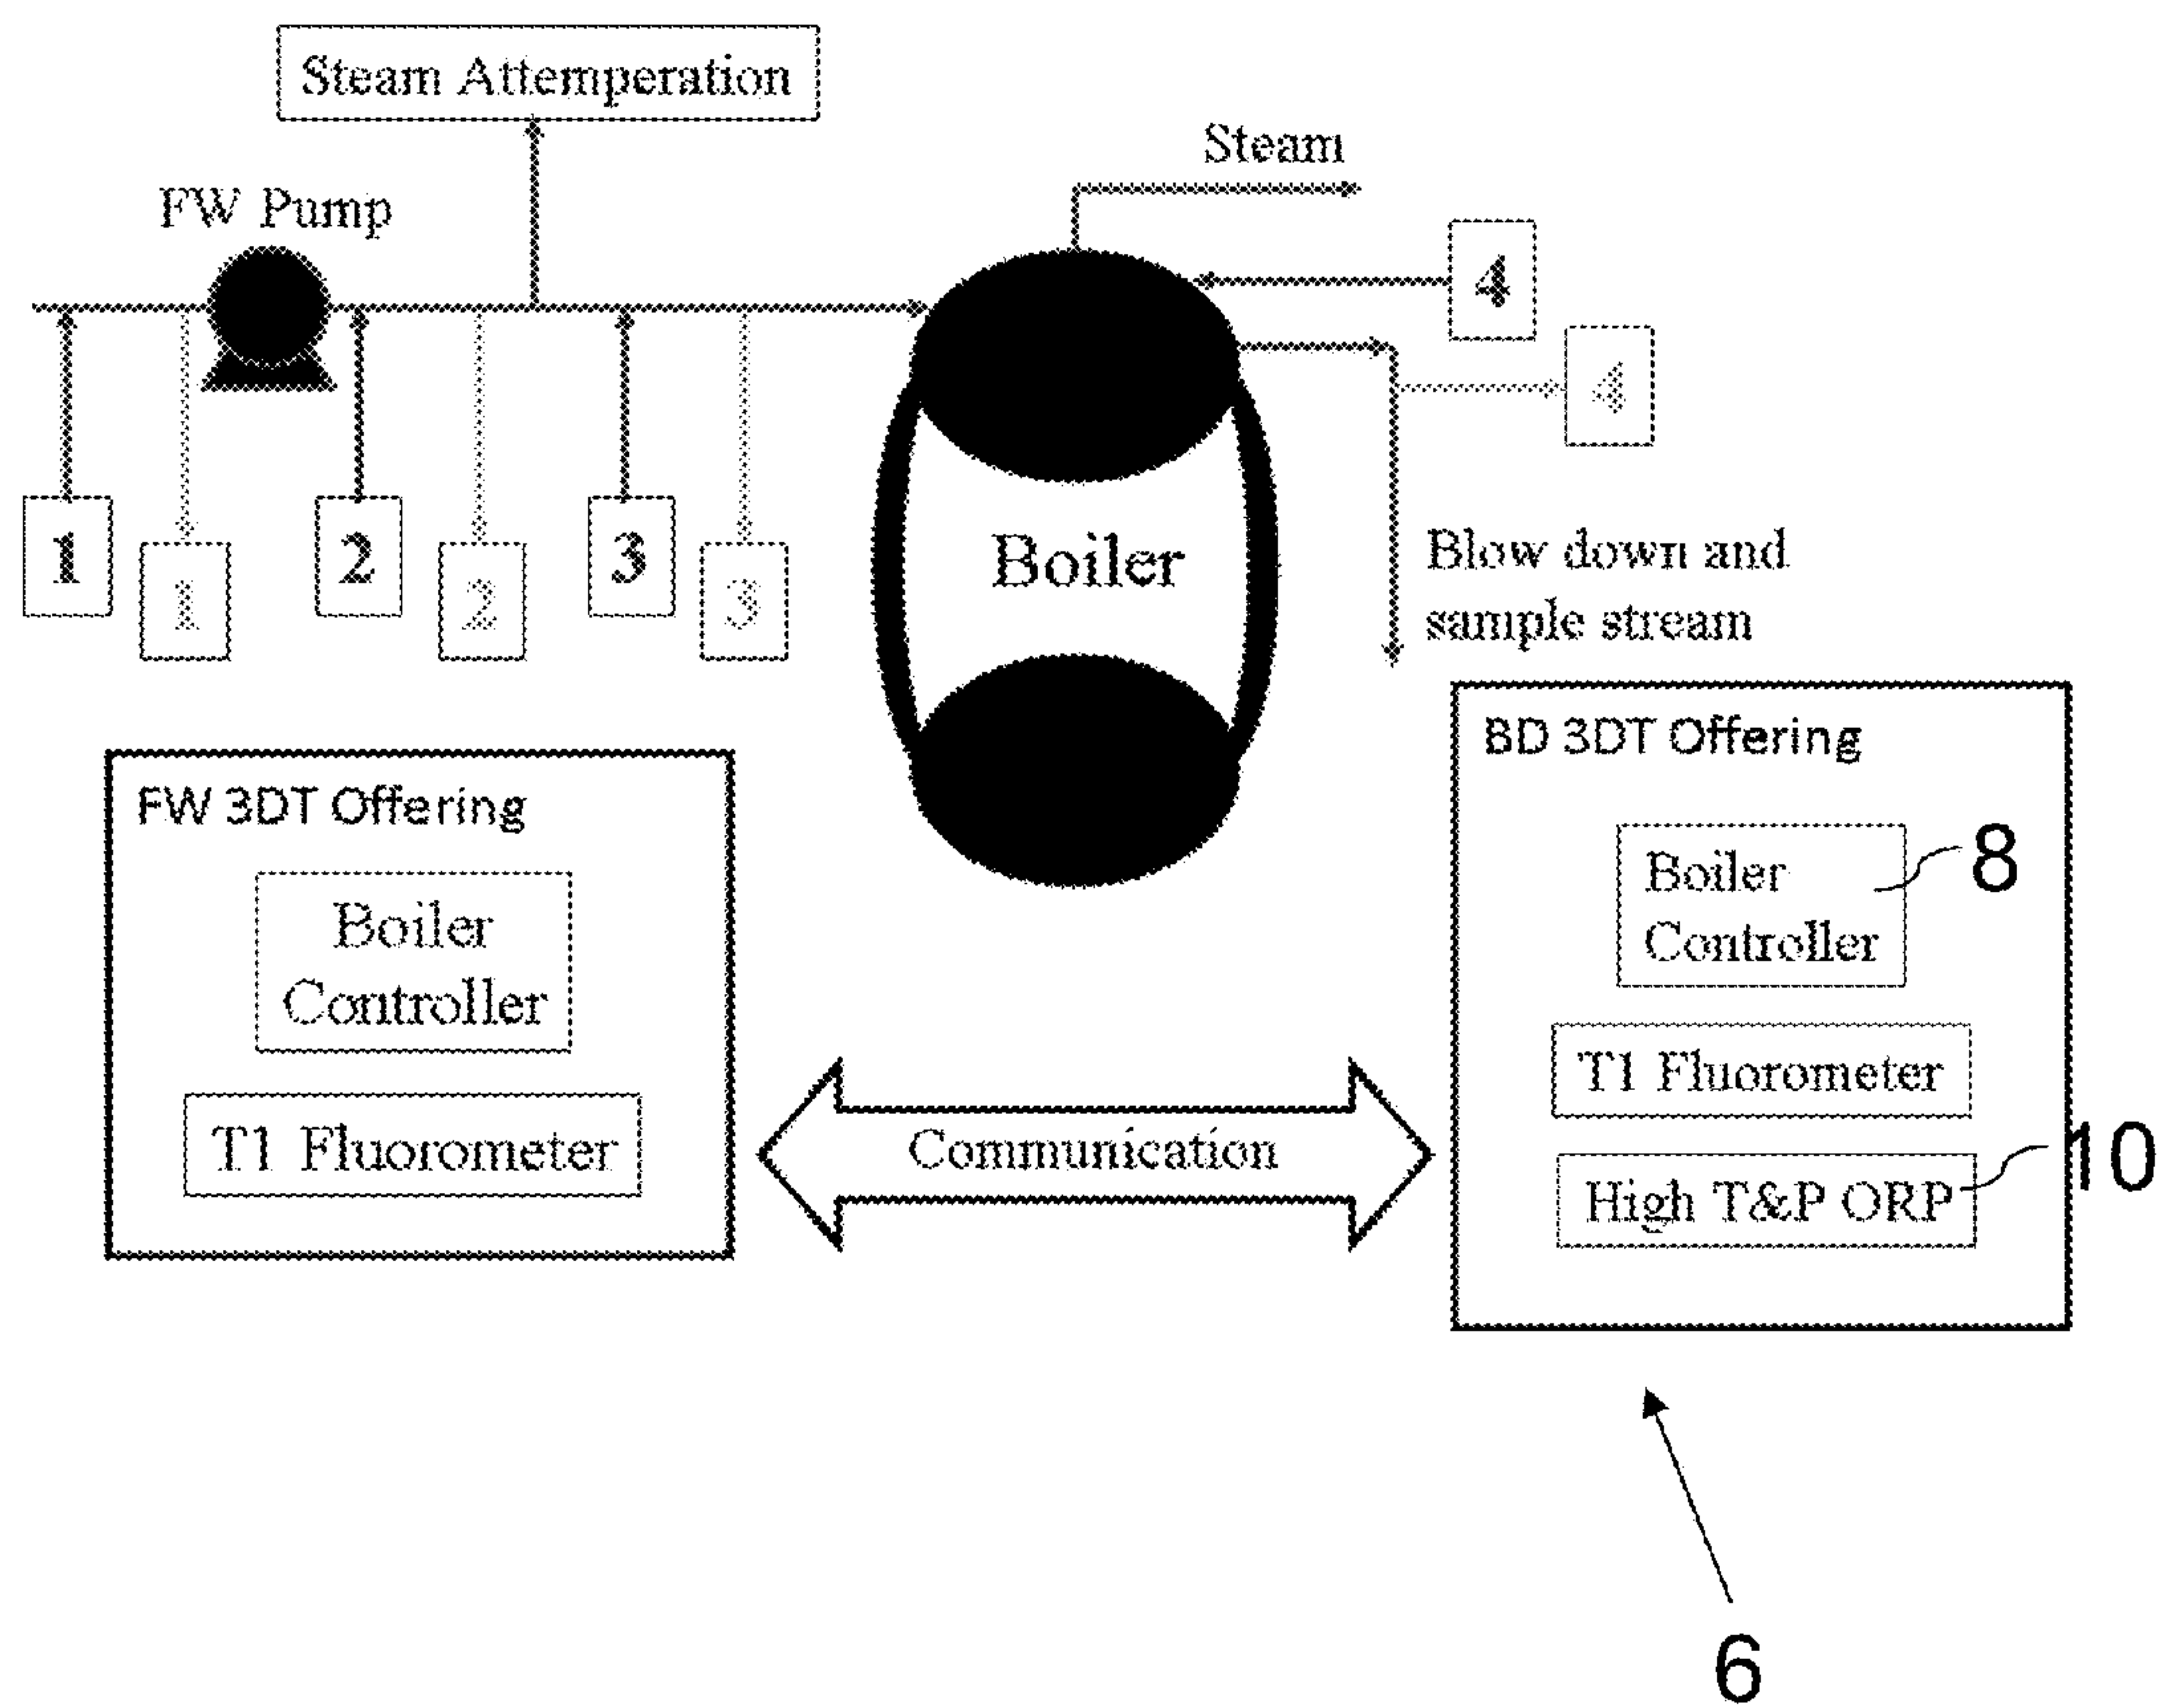 Steam Attemperation
Steam
FW Pump
4
4
1
2
3
1
2
3
Boiler
Blow down and
sample stream
FW 3DT Offering
Boiler
Controller
T1 Fluorometer
Communication
BD 3DT Offering
Boiler
Controller
8
T1 Fluorometer
High T&P ORP
10
6